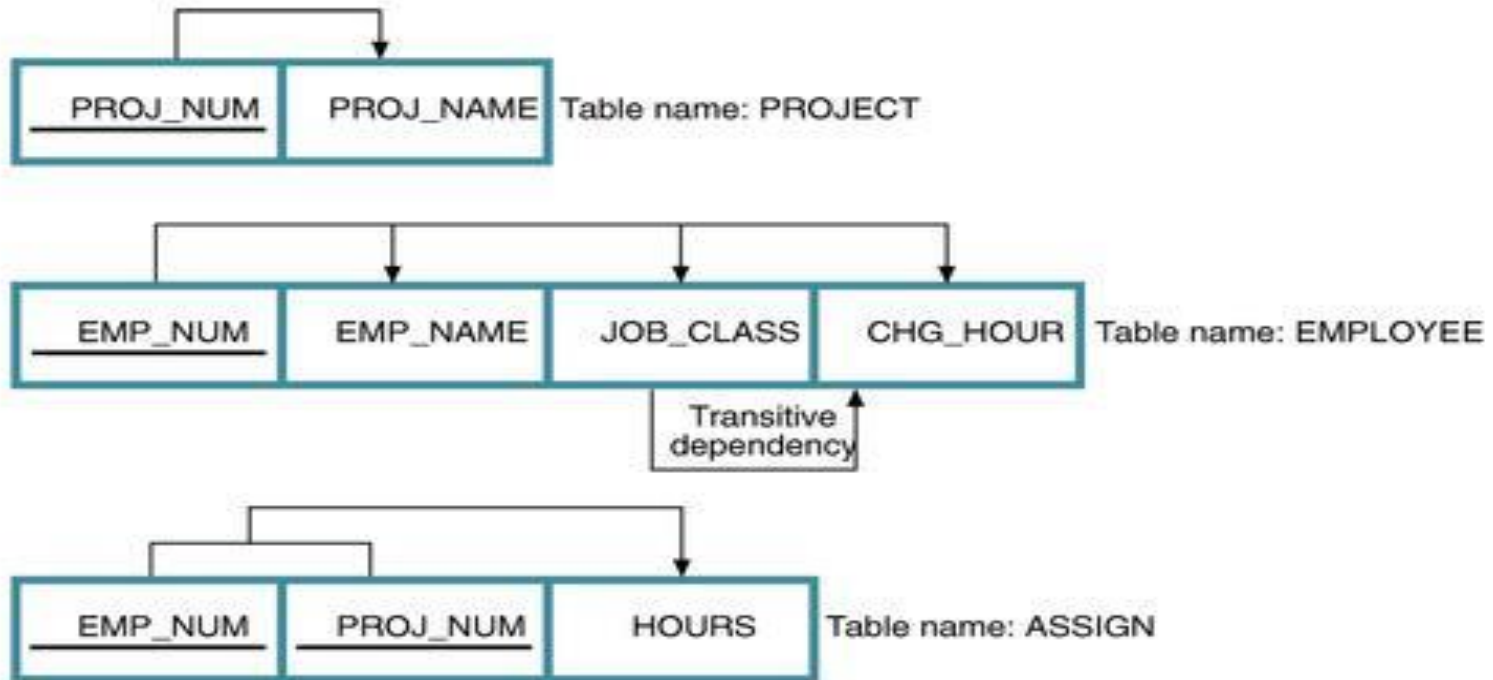 PROJ_NUM PROJ_NAME Table name: PROJECT
EMP_NUM EMP_NAME JOB_CLASS CHG_HOUR Table name: EMPLOYEE
Transitive
dependency
EMP_NUM PROJ_NUM HOURS Table name: ASSIGN